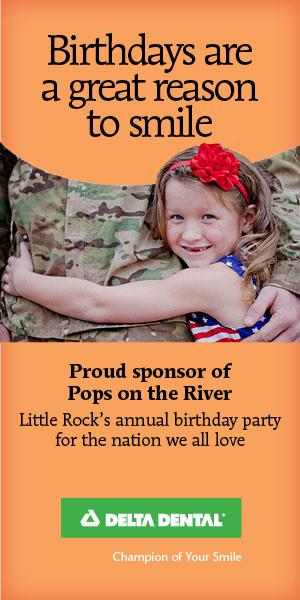 Birthdays are
a great reason
to smile
Proud sponsor of
Pops on the River
Little Rock's annual birthday party
for the nation we all love
DELTA DENTAL®
Champion of Your Smile